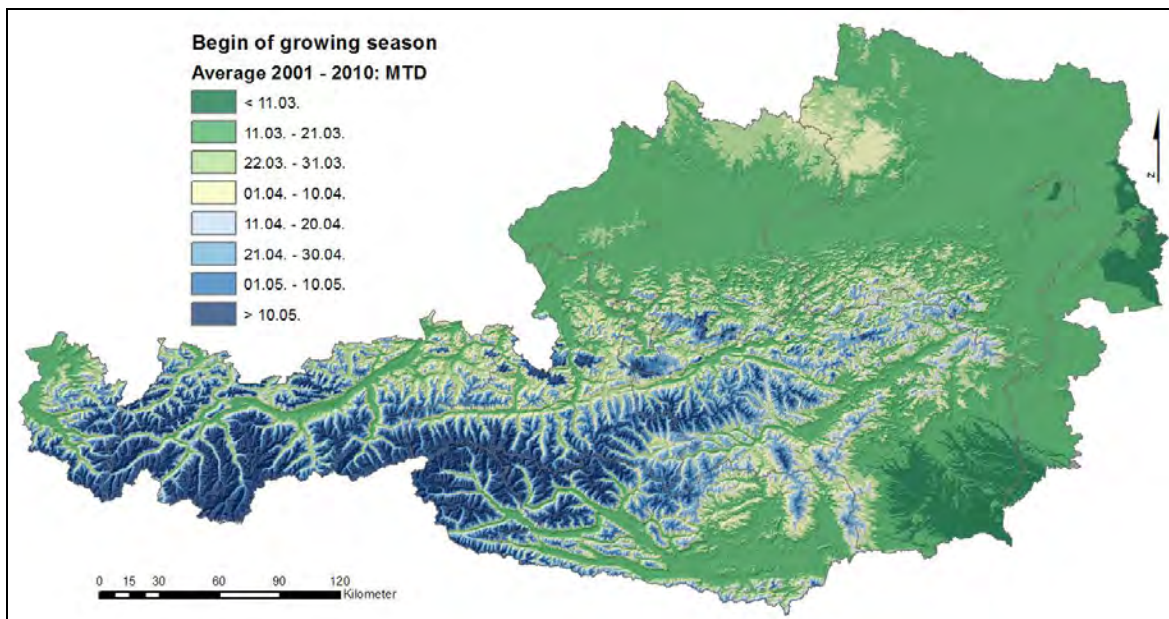 Begin of growing season
Average 2001 - 2010: MTD
< 11.03.
11.03. - 21.03.
22.03. - 31.03.
01.04. - 10.04.
11.04. - 20.04.
21.04. - 30.04.
01.05. - 10.05.
> 10.05.
N
0 15 30 60 90 120
Kilometer